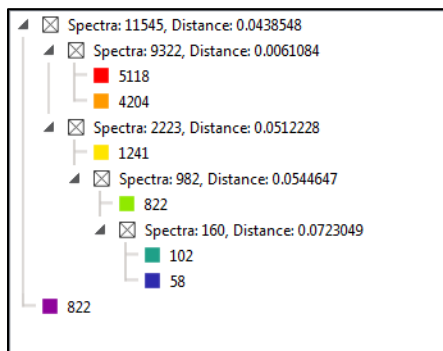 Spectra: 11545, Distance: 0.0438548
Spectra: 9322, Distance: 0.0061084
5118
4204
Spectra: 2223, Distance: 0.0512228
1241
Spectra: 982, Distance: 0.0544647
822
Spectra: 160, Distance: 0.0723049
102
58
822